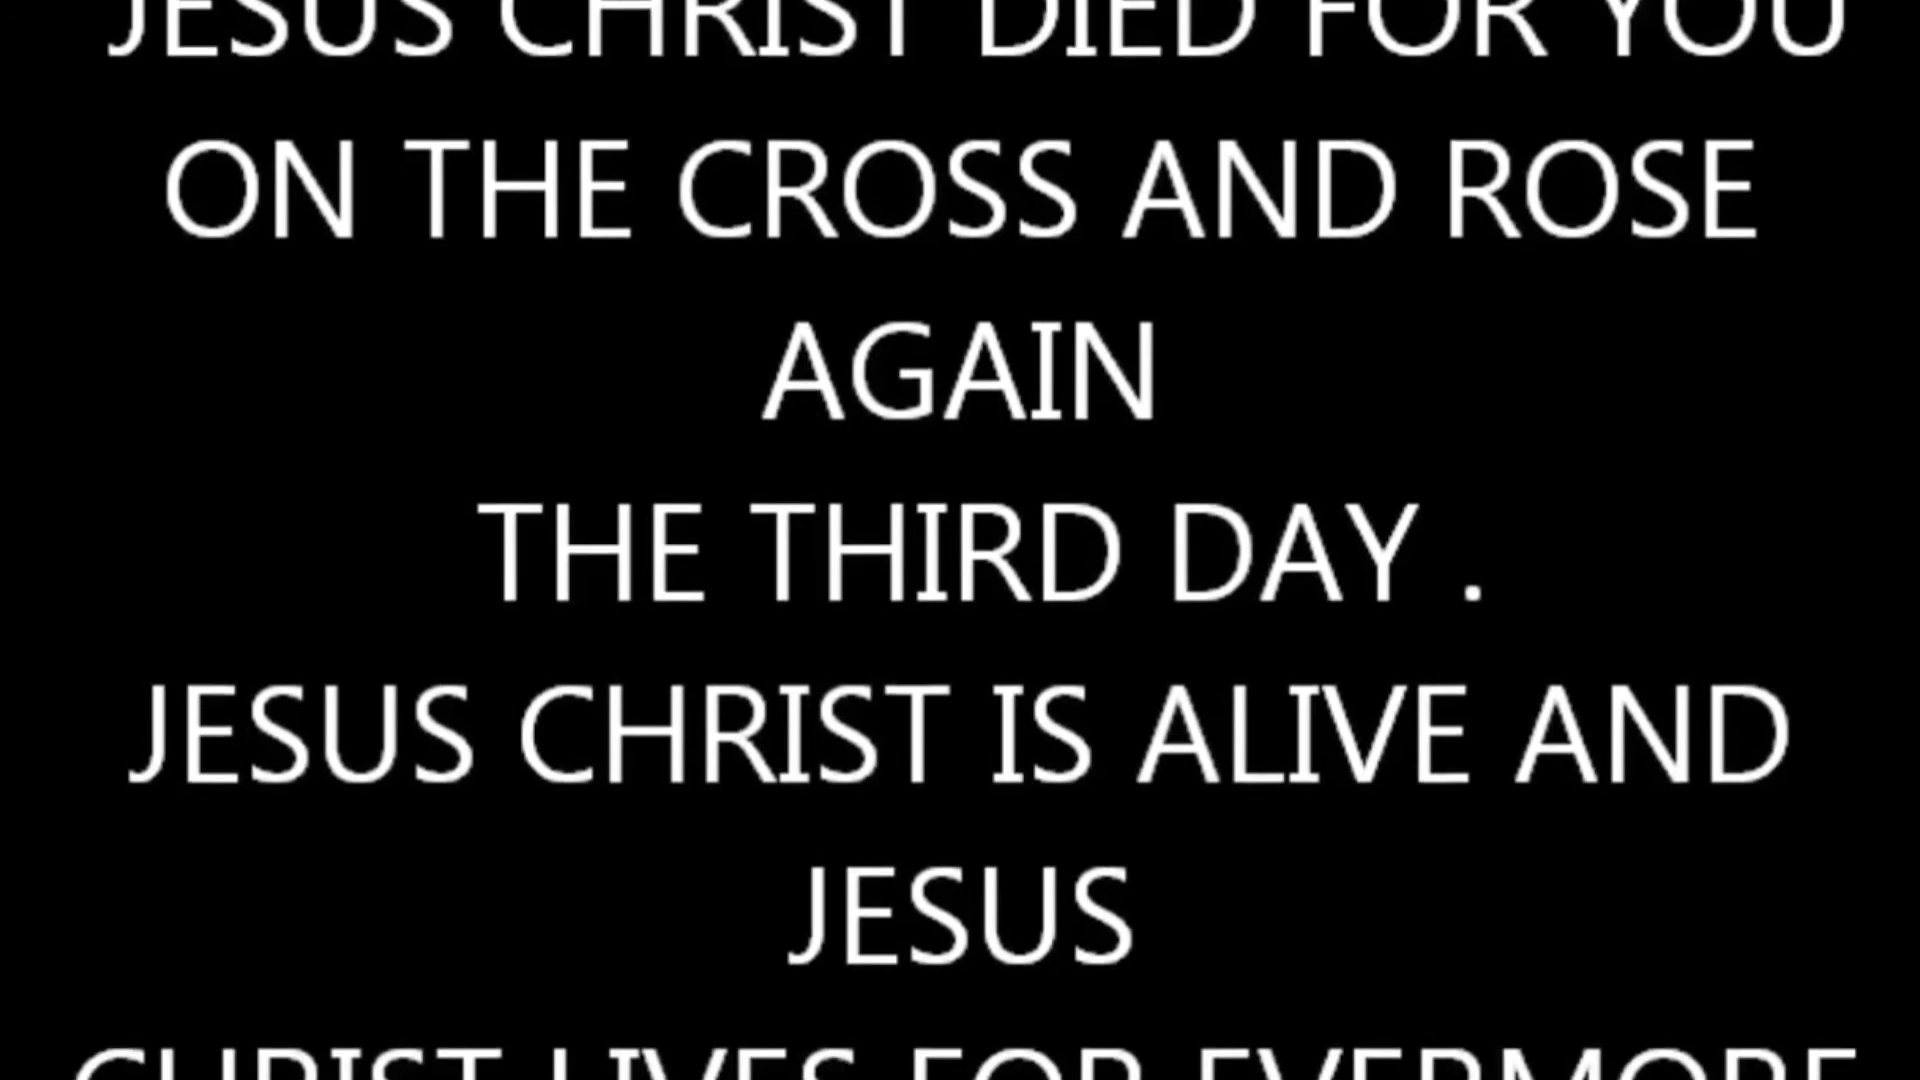 JESUS CHRIST DIED FOR YOU
ON THE CROSS AND ROSE
AGAIN
THE THIRD DAY .
JESUS CHRIST IS ALIVE AND
JESUS
CHRIST LIVES FOR EVERMORE